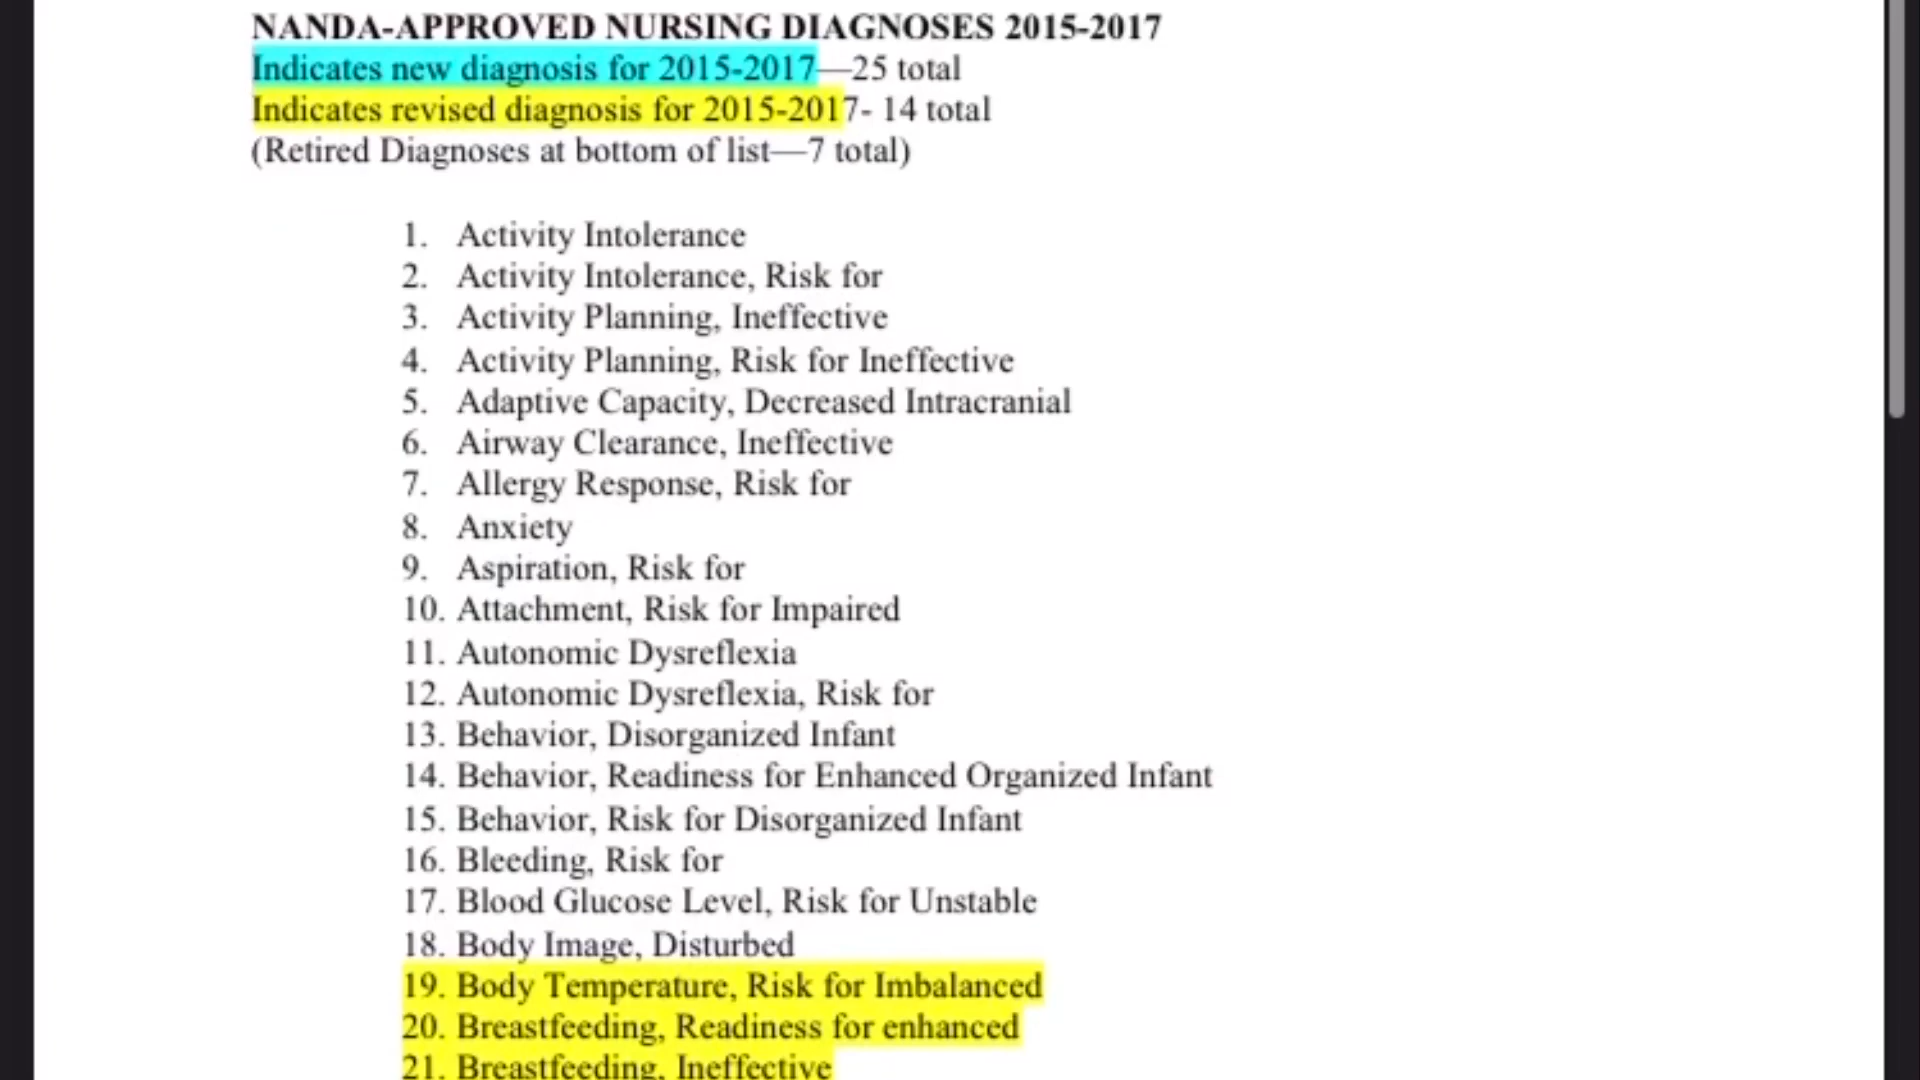 NANDA-APPROVED NURSING DIAGNOSES 2015-2017
Indicates new diagnosis for 2015-2017—25 total
Indicates revised diagnosis for 2015-2017- 14 total
(Retired Diagnoses at bottom of list—7 total)
1. Activity Intolerance
2. Activity Intolerance, Risk for
3. Activity Planning, Ineffective
4. Activity Planning, Risk for Ineffective
5. Adaptive Capacity, Decreased Intracranial
6. Airway Clearance, Ineffective
7. Allergy Response, Risk for
8. Anxiety
9. Aspiration, Risk for
10. Attachment, Risk for Impaired
11. Autonomic Dysreflexia
12. Autonomic Dysreflexia, Risk for
13. Behavior, Disorganized Infant
14. Behavior, Readiness for Enhanced Organized Infant
15. Behavior, Risk for Disorganized Infant
16. Bleeding, Risk for
17. Blood Glucose Level, Risk for Unstable
18. Body Image, Disturbed
19. Body Temperature, Risk for Imbalanced
20. Breastfeeding, Readiness for enhanced
21. Breastfeeding, Ineffective